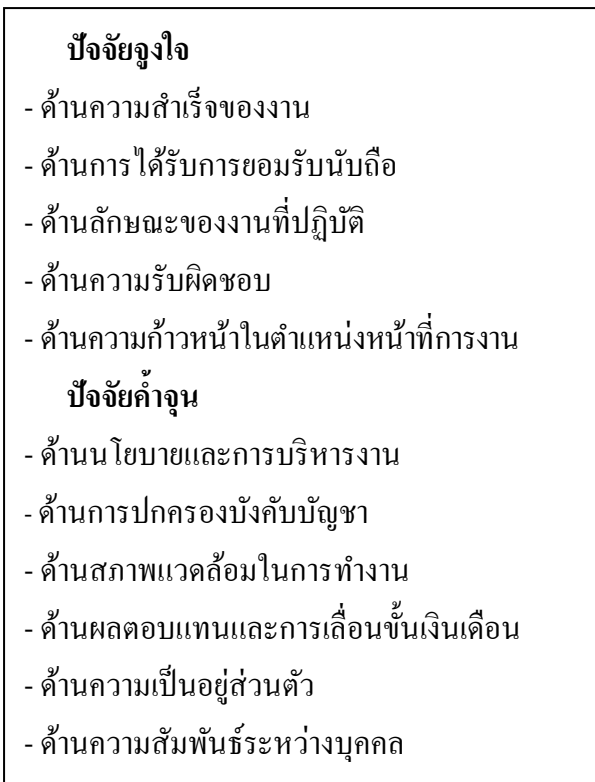 ปัจจัยจูงใจ
- ด้านความสำเร็จของงาน
- ด้านการได้รับการยอมรับนับถือ
- ด้านลักษณะของงานที่ปฏิบัติ
- ด้านความรับผิดชอบ
- ด้านความก้าวหน้าในตำแหน่งหน้าที่การงาน
ปัจจัยค้ำจุน
- ด้านนโยบายและการบริหารงาน
- ด้านการปกครองบังคับบัญชา
- ด้านสภาพแวดล้อมในการทำงาน
- ด้านผลตอบแทนและการเลื่อนขั้นเงินเดือน
- ด้านความเป็นอยู่ส่วนตัว
- ด้านความสัมพันธ์ระหว่างบุคคล